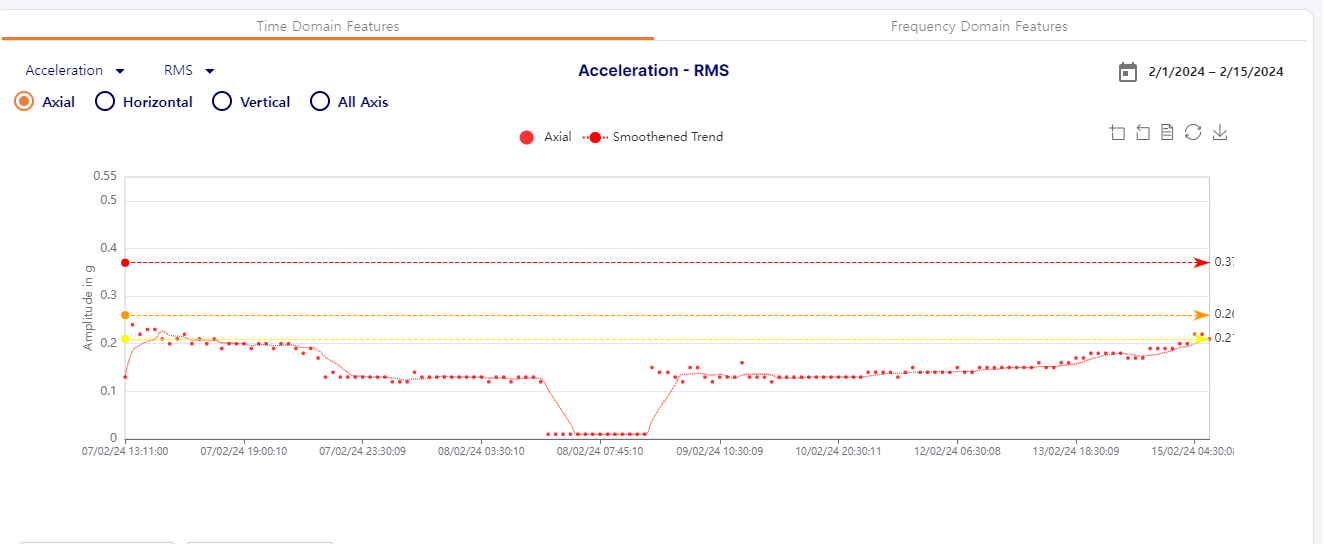 Time Domain Features Frequency Domain Features
Acceleration RMS Acceleration - RMS 2/1/2024 – 2/15/2024
Axial Horizontal Vertical All Axis
Axial Smoothened Trend
0.55
0.5
0.4
0.37
0.3
0.26
0.2
0.21
0.1
0
Amplitude in g
07/02/24 13:11:00 07/02/24 19:00:10 07/02/24 23:30:09 08/02/24 03:30:10 08/02/24 07:45:10 09/02/24 10:30:09 10/02/24 20:30:11 12/02/24 06:30:08 13/02/24 18:30:09 15/02/24 04:30:08